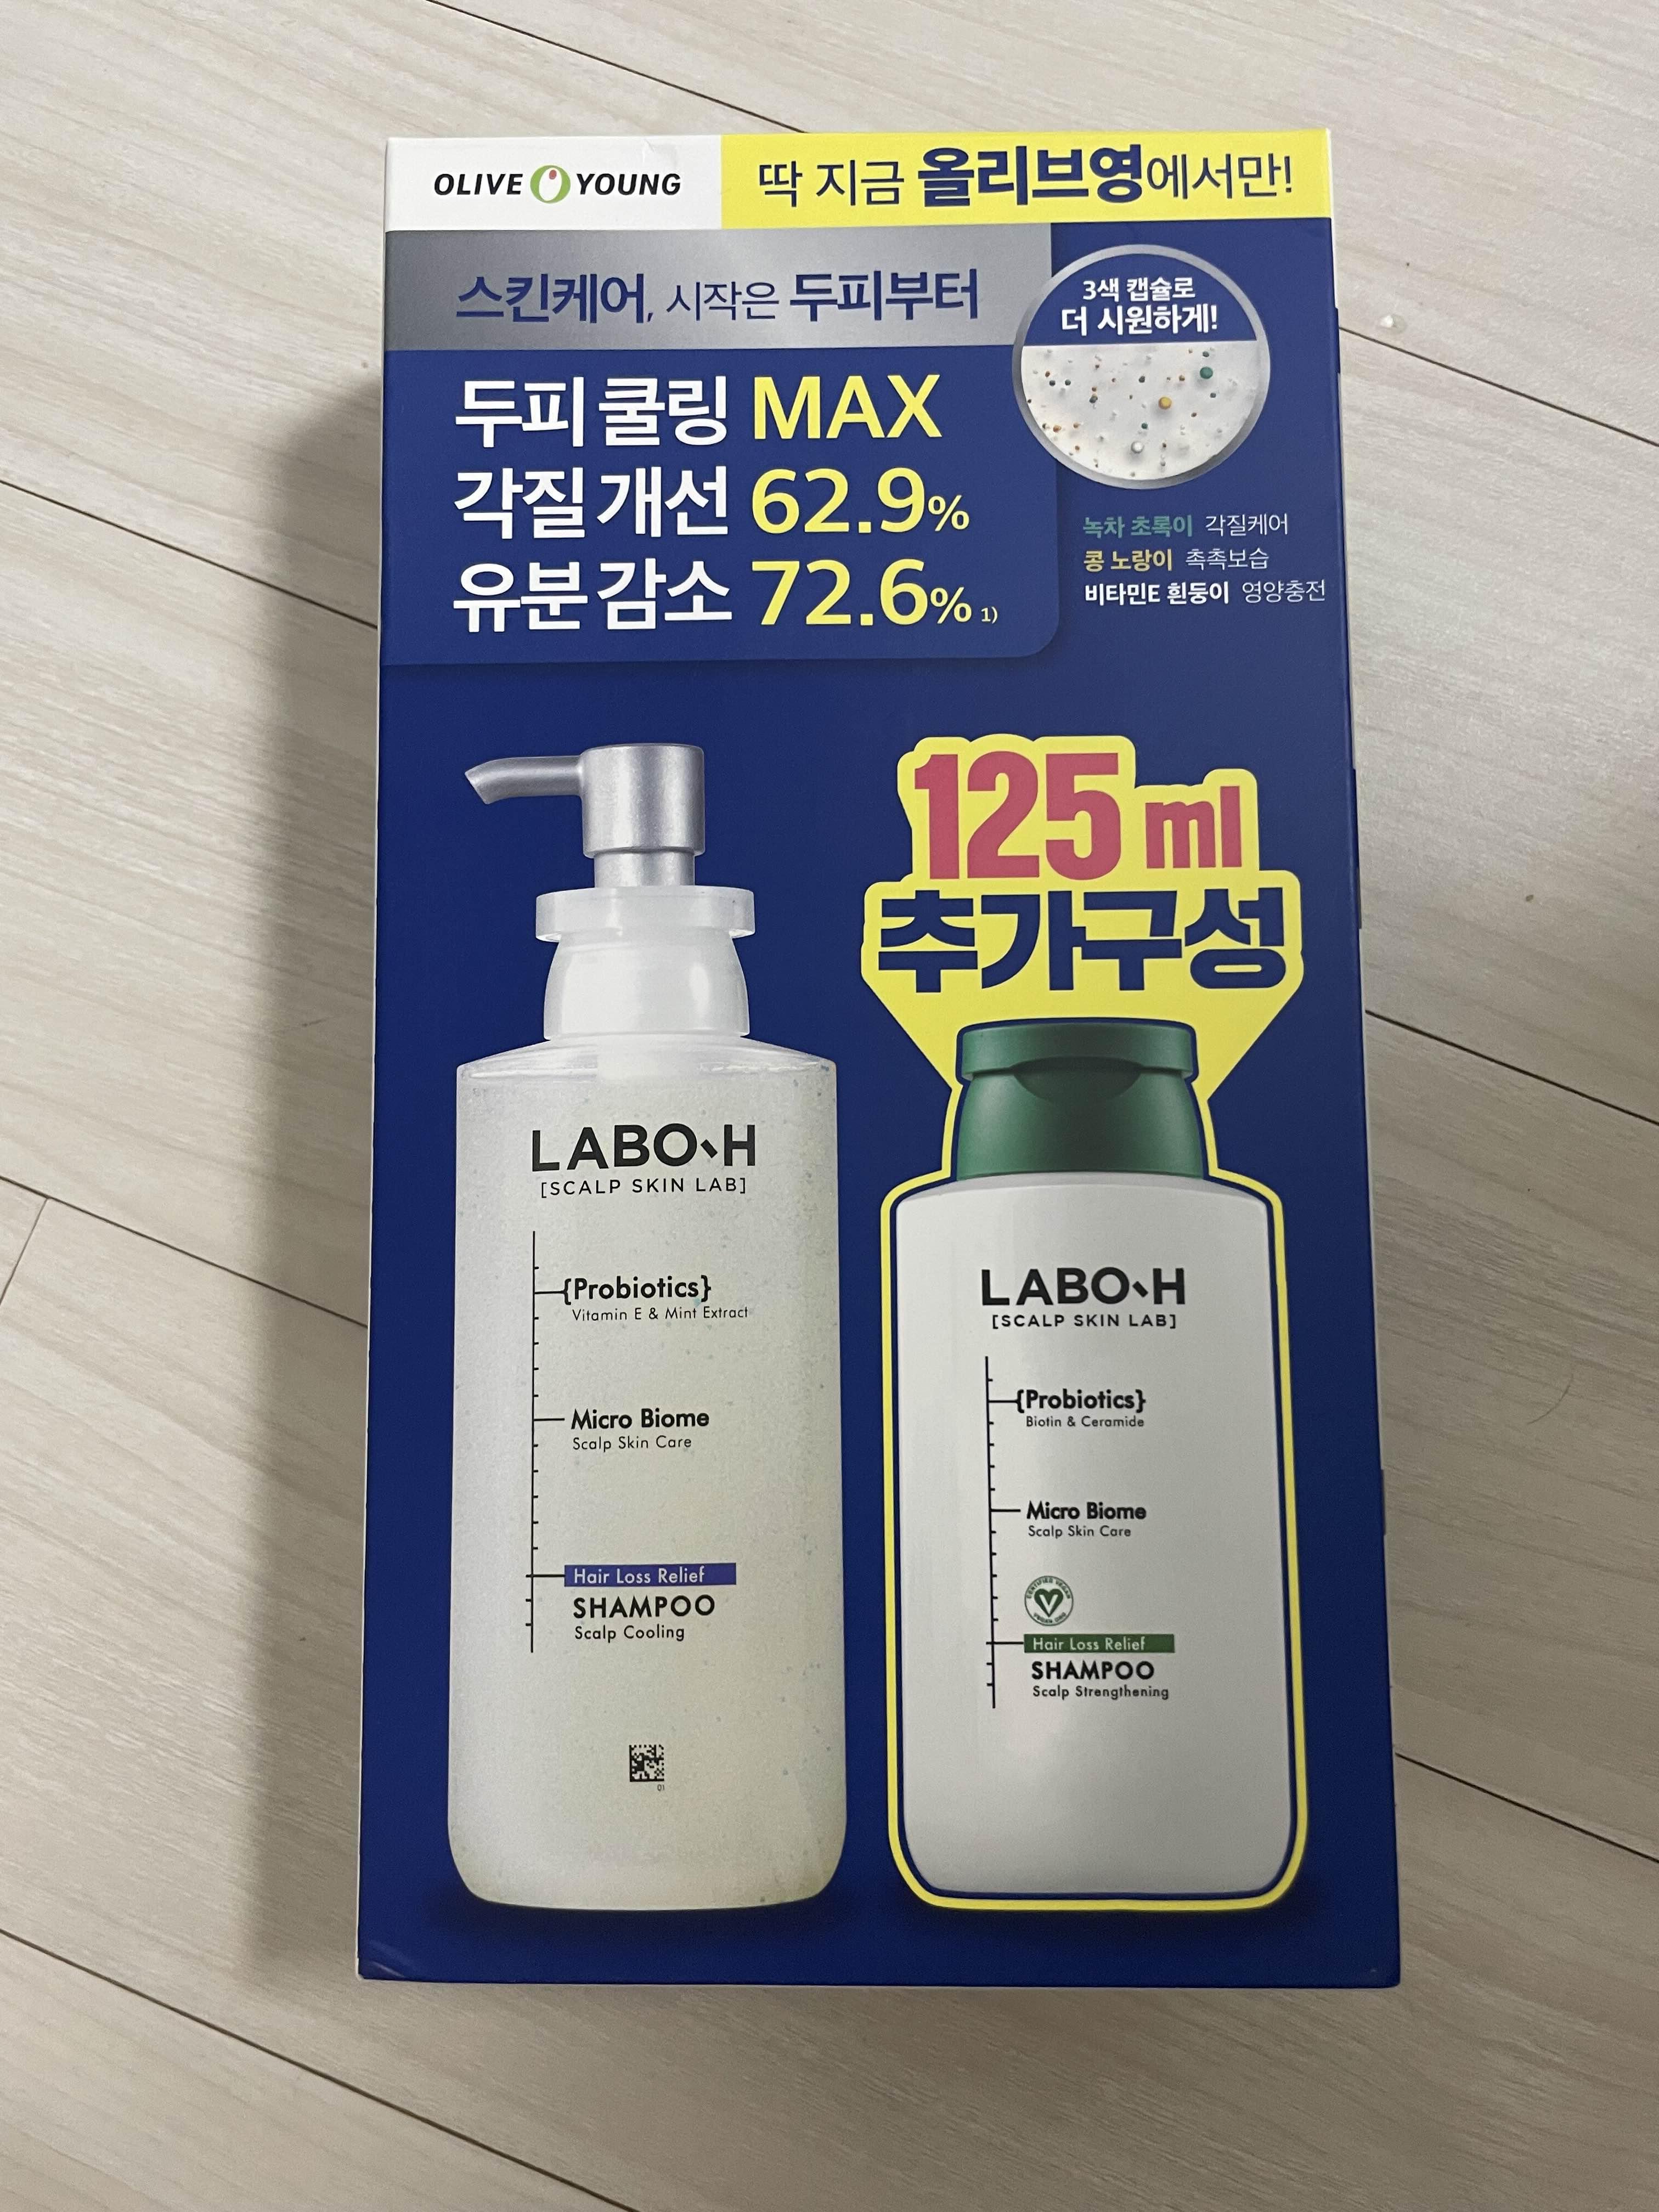 OLIVE YOUNG
딱 지금 올리브영에서만!
스킨케어, 시작은 두피부터
3색 캡슐로
더 시원하게!
두피 쿨링 MAX
각질 개선 62.9%
유분 감소 72.6% 1)
녹차 초록이 각질케어
콩 노랑이 촉촉보습
비타민E 흰둥이 영양충전
125ml
추가구성
LABO-H
[SCALP SKIN LAB]
{Probiotics}
Vitamin E & Mint Extract
Micro Biome
Scalp Skin Care
Hair Loss Relief
SHAMPOO
Scalp Cooling
01
LABO-H
[SCALP SKIN LAB]
{Probiotics}
Biotin & Ceramide
Micro Biome
Scalp Skin Care
CERTIFIED VEGAN
VEGAN.ORG
Hair Loss Relief
SHAMPOO
Scalp Strengthening